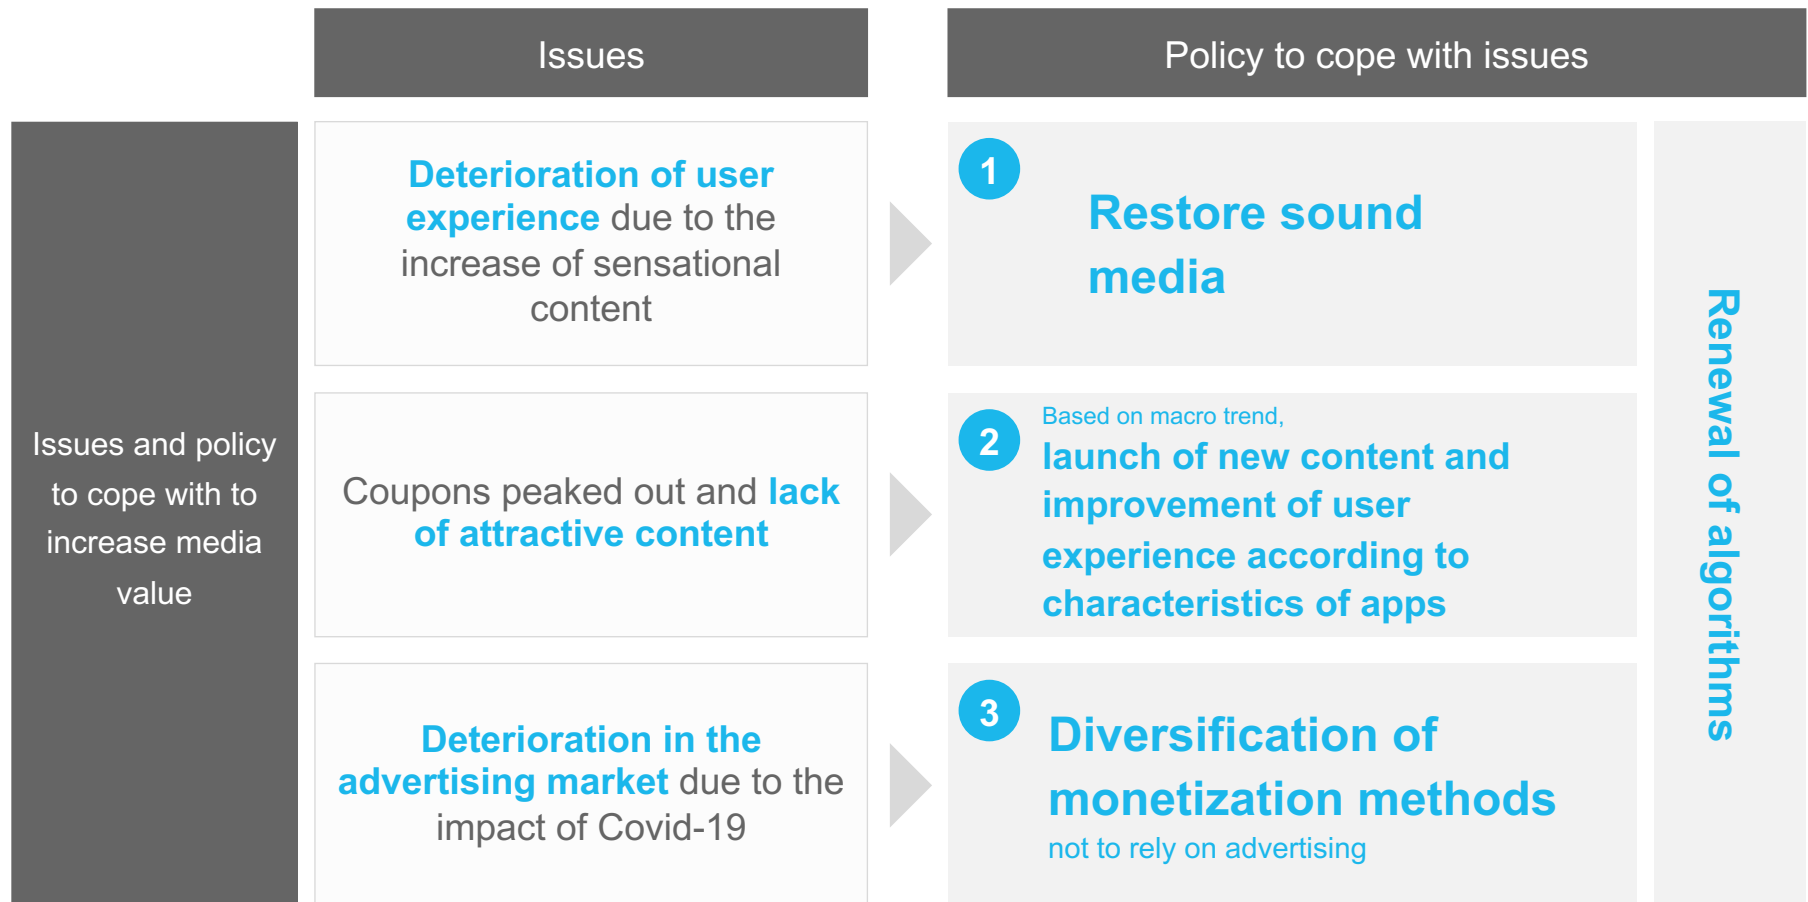 Issues
Policy to cope with issues
Issues and policy
to cope with to
increase media
value
Deterioration of user
experience due to the
increase of sensational
content
1
Restore sound
media
Coupons peaked out and lack
of attractive content
2
Based on macro trend,
launch of new content and
improvement of user
experience according to
characteristics of apps
Deterioration in the
advertising market due to the
impact of Covid-19
3
Diversification of
monetization methods
not to rely on advertising
Renewal of algorithms